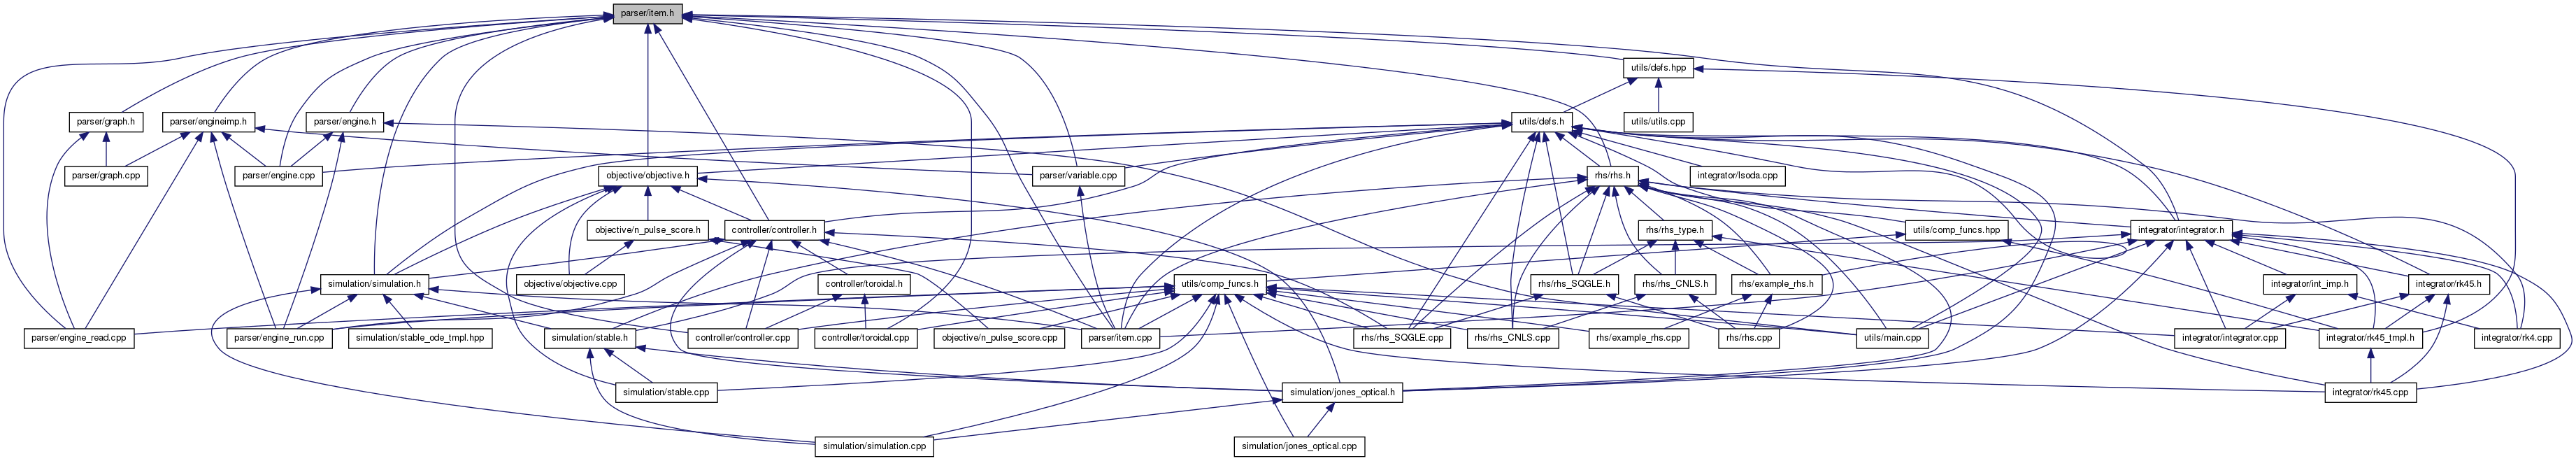 parser/item.h
utils/defs.hpp
parser/graph.h
parser/engineimp.h
parser/engine.h
utils/defs.h
utils/utils.cpp
parser/graph.cpp
parser/engine.cpp
objective/objective.h
parser/variable.cpp
rhs/rhs.h
integrator/lsoda.cpp
objective/n_pulse_score.h
controller/controller.h
rhs/rhs_type.h
utils/comp_funcs.hpp
integrator/integrator.h
simulation/simulation.h
objective/objective.cpp
controller/toroidal.h
utils/comp_funcs.h
rhs/rhs_SQGLE.h
rhs/rhs_CNLS.h
rhs/example_rhs.h
integrator/int_imp.h
integrator/rk45.h
parser/engine_read.cpp
parser/engine_run.cpp
simulation/stable_ode_tmpl.hpp
simulation/stable.h
controller/controller.cpp
controller/toroidal.cpp
objective/n_pulse_score.cpp
parser/item.cpp
rhs/rhs_SQGLE.cpp
rhs/rhs_CNLS.cpp
rhs/example_rhs.cpp
rhs/rhs.cpp
utils/main.cpp
integrator/integrator.cpp
integrator/rk45_tmpl.h
integrator/rk4.cpp
simulation/stable.cpp
simulation/jones_optical.h
integrator/rk45.cpp
simulation/simulation.cpp
simulation/jones_optical.cpp